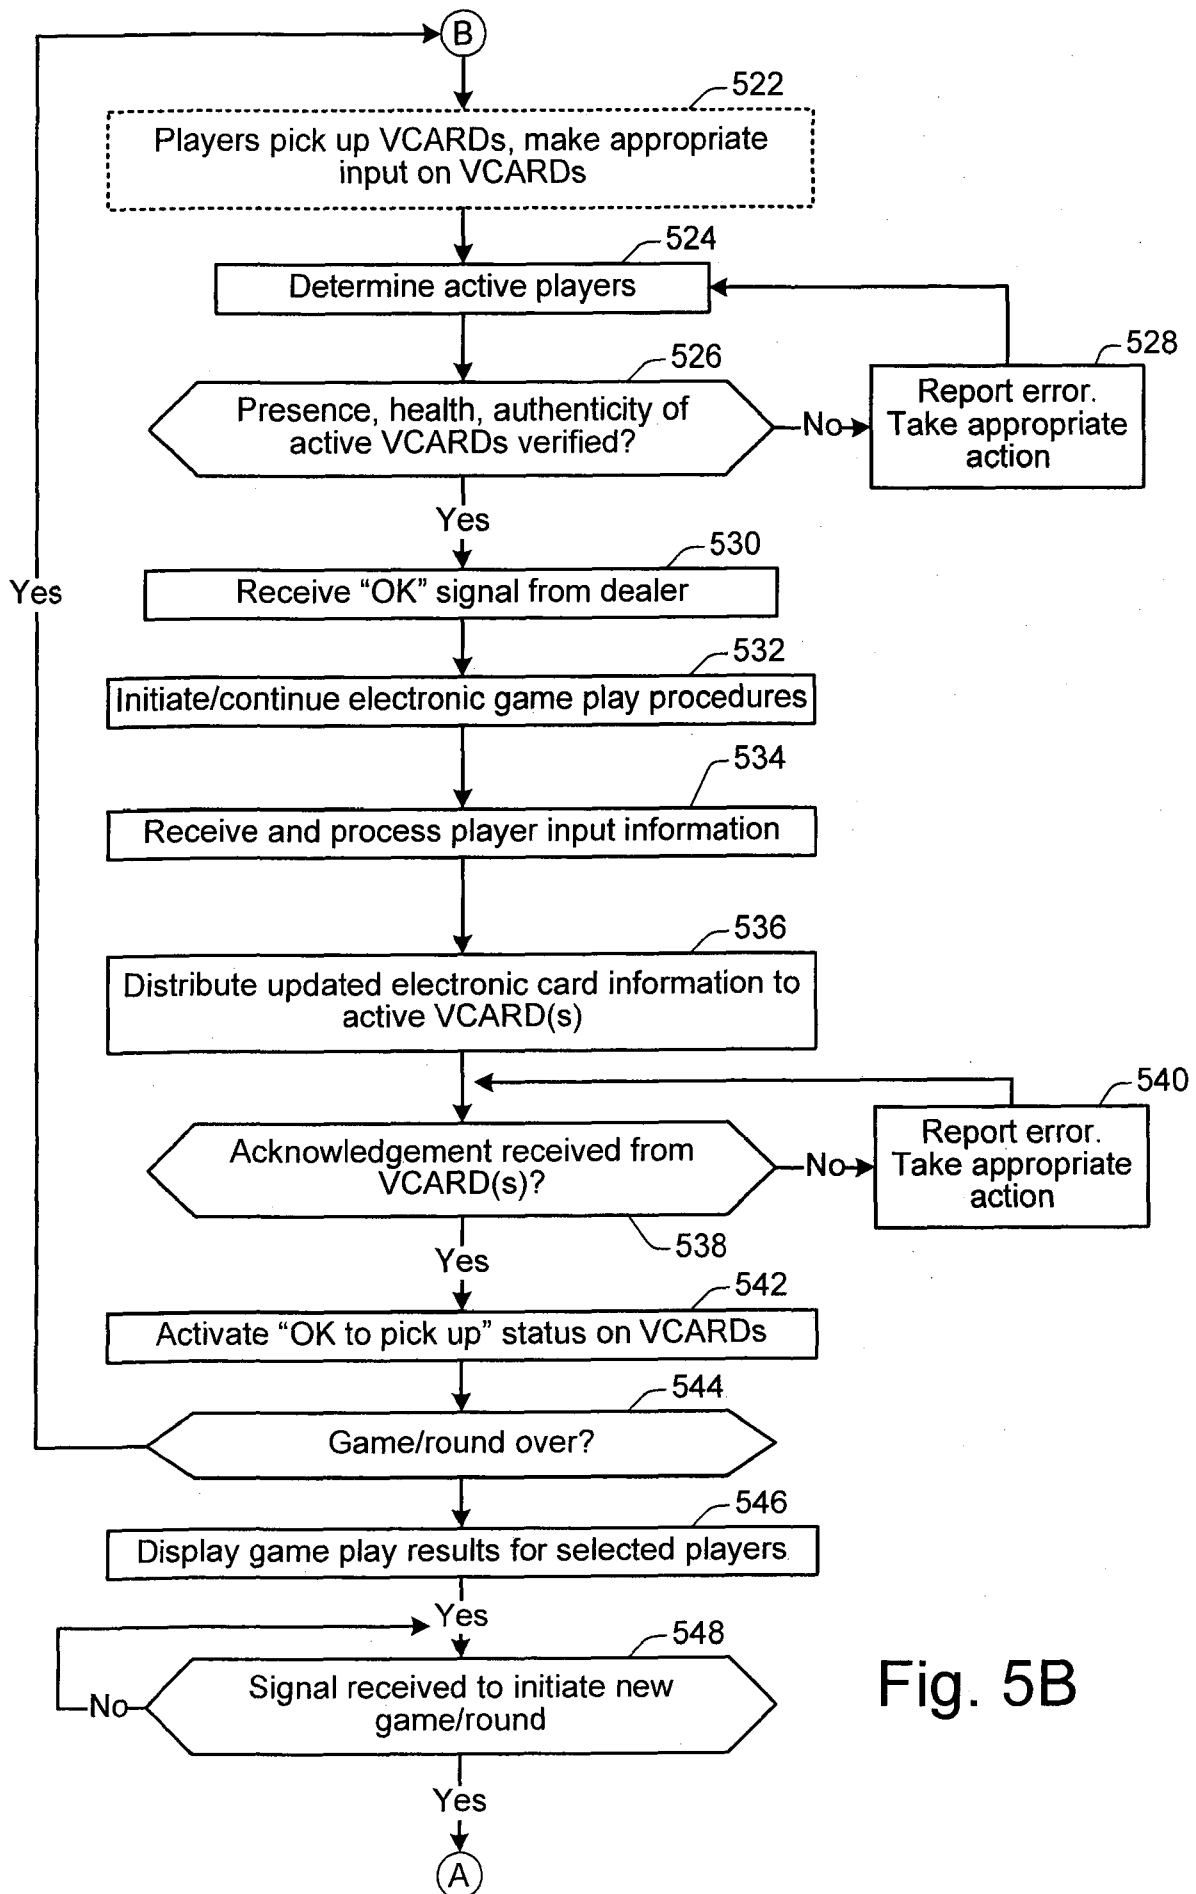 B
522
Players pick up VCARDs, make appropriate
input on VCARDs
524
Determine active players
526
528
Presence, health, authenticity of
active VCARDs verified?
No
Report error.
Take appropriate
action
Yes
530
Receive “OK” signal from dealer
Yes
532
Initiate/continue electronic game play procedures
534
Receive and process player input information
536
Distribute updated electronic card information to
active VCARD(s)
540
Acknowledgement received from
VCARD(s)?
No
Report error.
Take appropriate
action
538
Yes
542
Activate “OK to pick up” status on VCARDs
544
Game/round over?
546
Display game play results for selected players
Yes
548
Signal received to initiate new
game/round
No
Fig. 5B
Yes
A